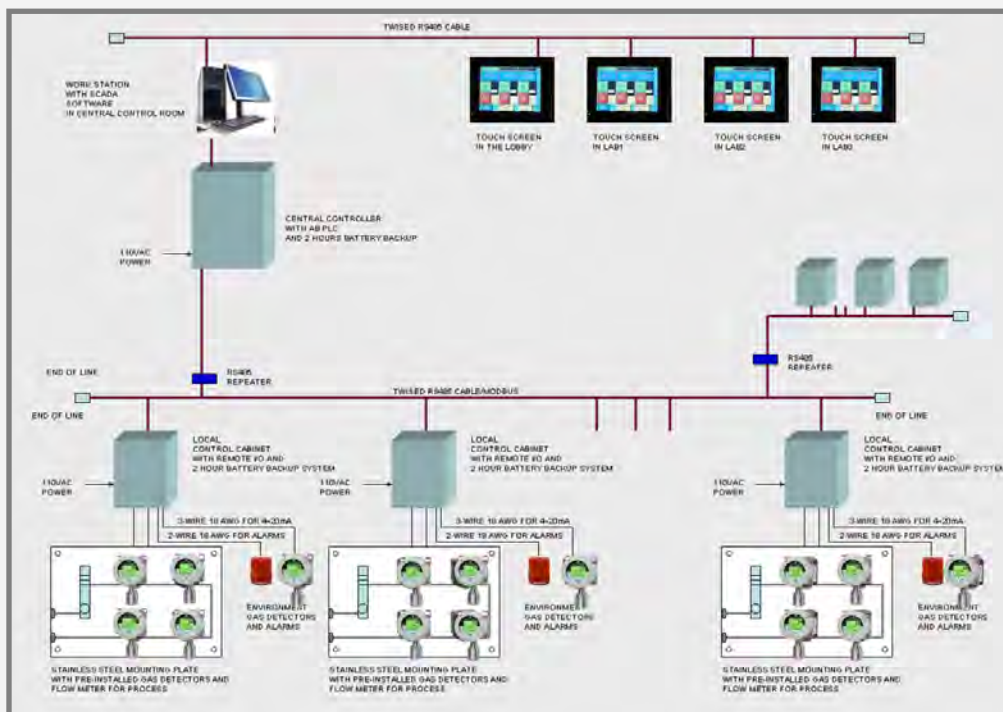 TWISED RS485 CABLE
WORK STATION
WITH SCADA
SOFTWARE
IN CENTRAL CONTROL ROOM
TOUCH SCREEN
IN THE LOBBY
TOUCH SCREEN
IN LAB1
TOUCH SCREEN
IN LAB2
TOUCH SCREEN
IN LAB3
CENTRAL CONTROLLER
WITH AB PLC
AND 2 HOURS BATTERY BACKUP
110VAC
POWER
RS485
REPEATER
RS485
REPEATER
END OF LINE
TWISED RS485 CABLE/MODBUS
END OF LINE
END OF LINE
LOCAL
CONTROL CABINET
WITH REMOTE I/O AND
2 HOUR BATTERY BACKUP SYSTEM
110VAC
POWER
LOCAL
CONTROL CABINET
WITH REMOTE I/O AND
2 HOUR BATTERY BACKUP SYSTEM
110VAC
POWER
LOCAL
CONTROL CABINET
WITH REMOTE I/O AND
2 HOUR BATTERY BACKUP SYSTEM
110VAC
POWER
3-WIRE 18 AWG FOR 4-20mA
2-WIRE 18 AWG FOR ALARMS
3-WIRE 18 AWG FOR 4-20mA
2-WIRE 18 AWG FOR ALARMS
3-WIRE 18 AWG FOR 4-20mA
2-WIRE 18 AWG FOR ALARMS
ENVIRONMENT
GAS DETECTORS
AND ALARMS
ENVIRONMENT
GAS DETECTORS
AND ALARMS
ENVIRONMENT
GAS DETECTORS
AND ALARMS
STAINLESS STEEL MOUNTING PLATE
WITH PRE-INSTALLED GAS DETECTORS AND
FLOW METER FOR PROCESS
STAINLESS STEEL MOUNTING PLATE
WITH PRE-INSTALLED GAS DETECTORS AND
FLOW METER FOR PROCESS
STAINLESS STEEL MOUNTING PLATE
WITH PRE-INSTALLED GAS DETECTORS AND
FLOW METER FOR PROCESS